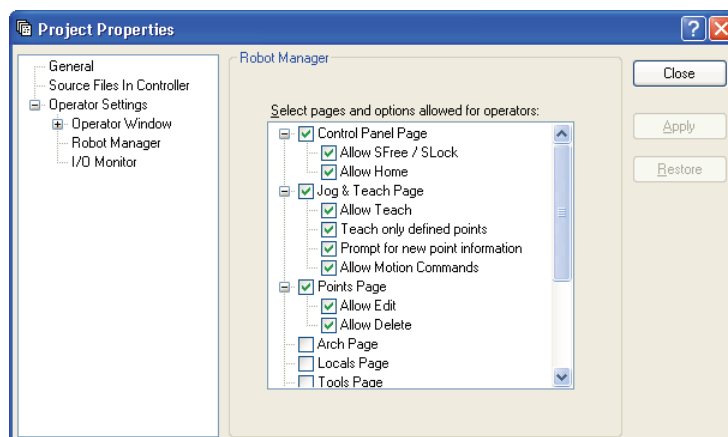 Project Properties
General
Source Files In Controller
Operator Settings
Operator Window
Robot Manager
I/O Monitor
Robot Manager
Select pages and options allowed for operators:
Control Panel Page
Allow SFree / SLock
Allow Home
Jog & Teach Page
Allow Teach
Teach only defined points
Prompt for new point information
Allow Motion Commands
Points Page
Allow Edit
Allow Delete
Arch Page
Locals Page
Tools Page
Close
Apply
Restore